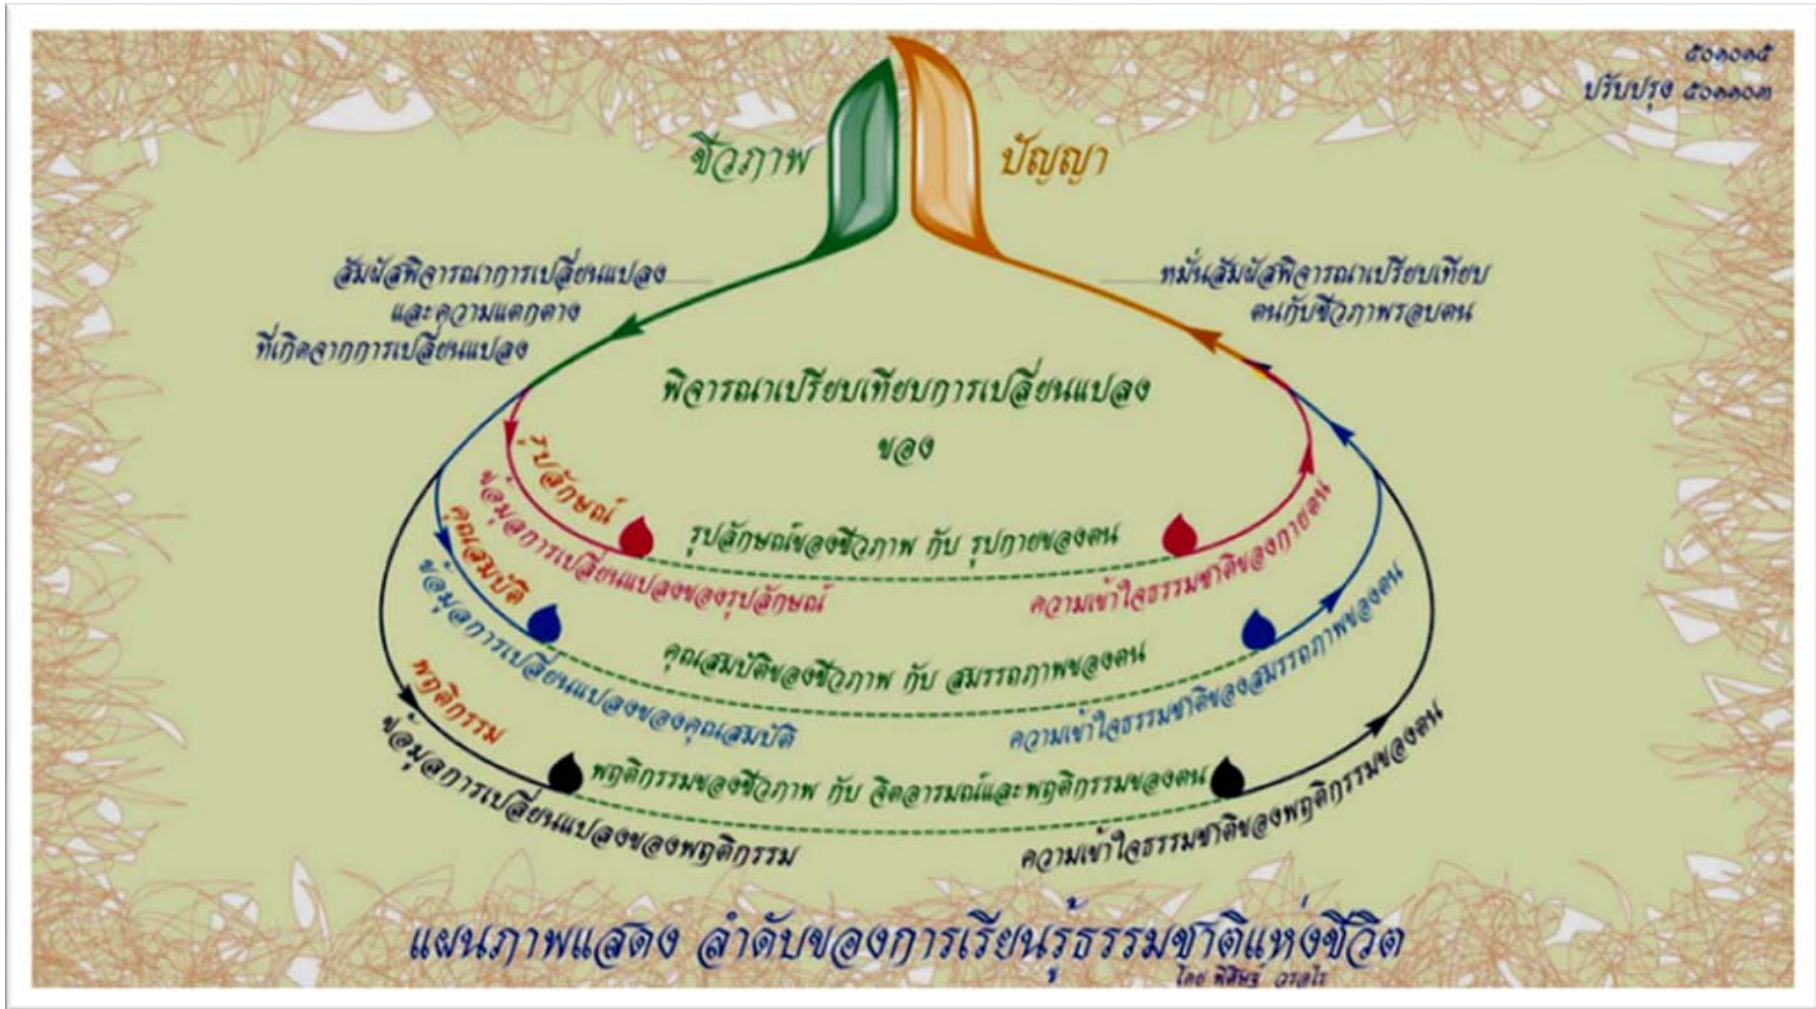 ๕๐๑๐๑๕
ปรับปรุง ๕๐๑๑๐๓
ชีวภาพ
ปัญญา
สัมผัสพิจารณาการเปลี่ยนแปลง
และความแตกต่าง
ที่เกิดจากการเปลี่ยนแปลง
หมั่นสัมผัสพิจารณาเปรียบเทียบ
ตนกับชีวภาพรอบตน
พิจารณาเปรียบเทียบการเปลี่ยนแปลง
ของ
รูปลักษณ์
ข้อมูลการเปลี่ยนแปลงของรูปลักษณ์
รูปลักษณ์ของชีวภาพ กับ รูปกายของตน
ความเข้าใจธรรมชาติของกายตน
คุณสมบัติ
ข้อมูลการเปลี่ยนแปลงของคุณสมบัติ
คุณสมบัติของชีวภาพ กับ สมรรถภาพของตน
ความเข้าใจธรรมชาติของสมรรถภาพของตน
พฤติกรรม
ข้อมูลการเปลี่ยนแปลงของพฤติกรรม
พฤติกรรมของชีวภาพ กับ จิตอารมณ์และพฤติกรรมของตน
ความเข้าใจธรรมชาติของพฤติกรรมของตน
แผนภาพแสดง ลำดับของการเรียนรู้ธรรมชาติแห่งชีวิต
โดย พิศิษฐ์ วรอุไร